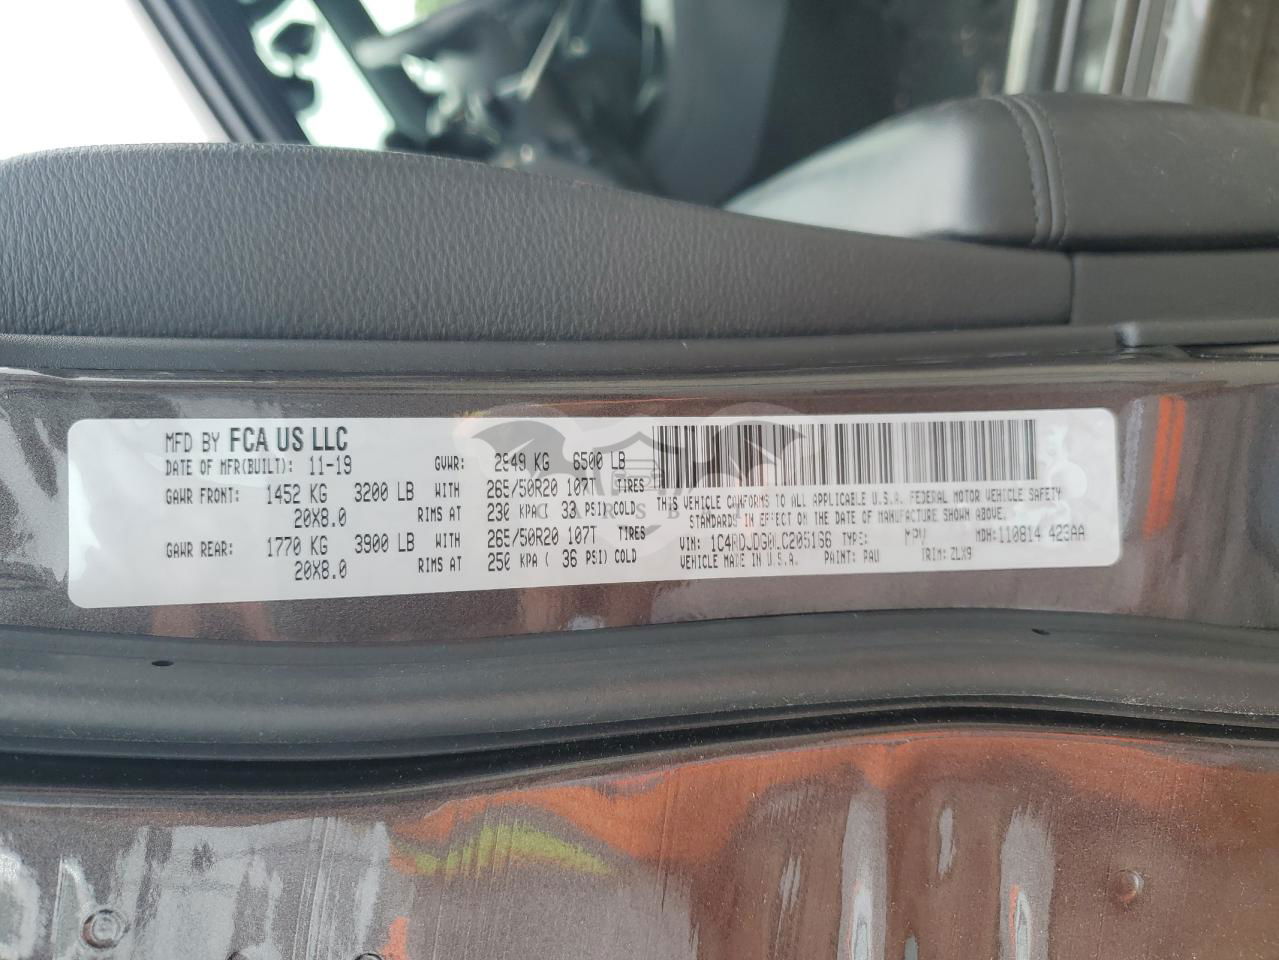 MFD BY FCA US LLC
DATE OF MFR(BUILT): 11-19 GVWR: 2949 KG 6500 LB
GAWR FRONT: 1452 KG 3200 LB WITH 265/50R20 107T TIRES
20X8.0 RIMS AT 230 KPA( 33 PSI)COLD
GAWR REAR: 1770 KG 3900 LB WITH 265/50R20 107T TIRES
20X8.0 RIMS AT 250 KPA ( 36 PSI) COLD
THIS VEHICLE CONFORMS TO ALL APPLICABLE U.S.A. FEDERAL MOTOR VEHICLE SAFETY
STANDARDS IN EFFECT ON THE DATE OF MANUFACTURE SHOWN ABOVE.
VIN: 1C4RDJDG0LC205166 TYPE: MPV MDH:110814 423AA
VEHICLE MADE IN U.S.A. PAINT: PAU TRIM: ZLX9